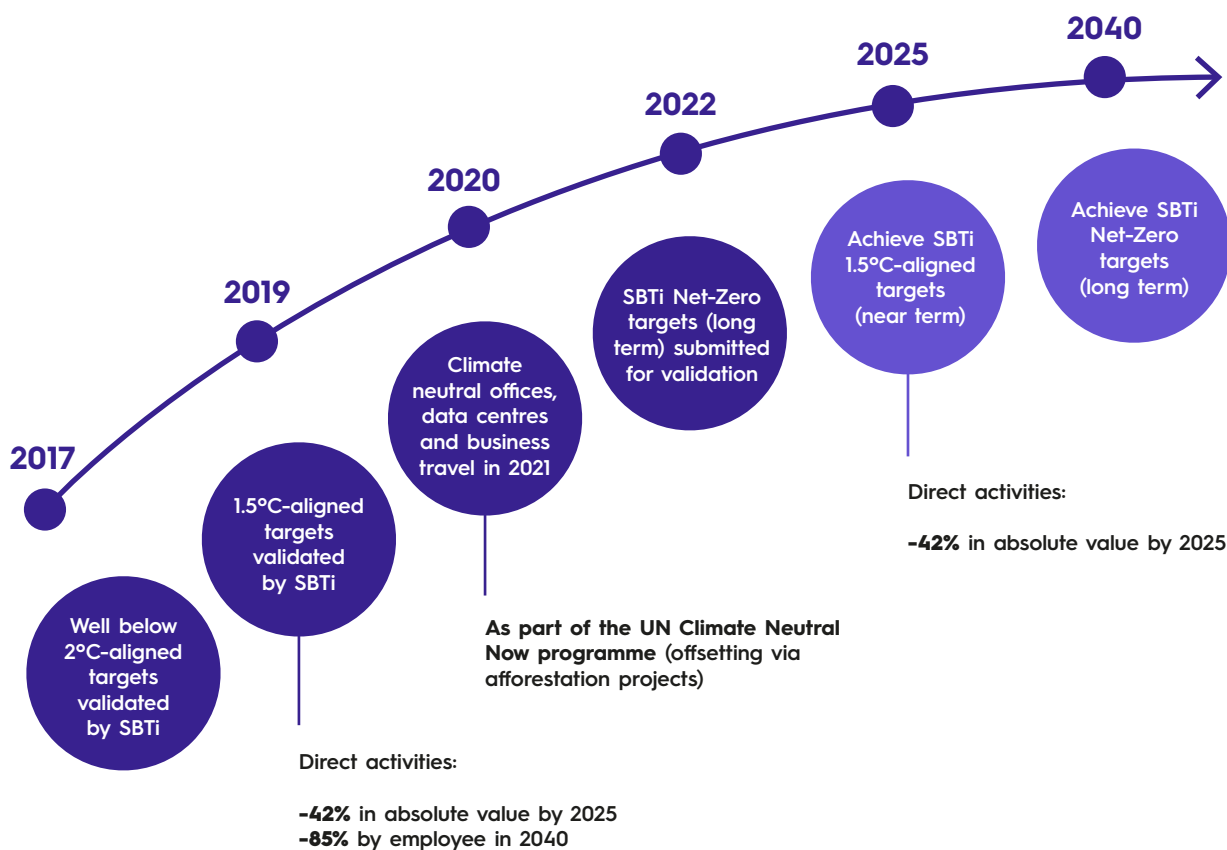 2017
Well below
2°C-aligned
targets
validated
by SBTi
2019
1.5°C-aligned
targets
validated
by SBTi
Direct activities:
-42% in absolute value by 2025
-85% by employee in 2040
2020
Climate
neutral offices,
data centres
and business
travel in 2021
As part of the UN Climate Neutral
Now programme (offsetting via
afforestation projects)
2022
SBTi Net-Zero
targets (long
term) submitted
for validation
2025
Achieve SBTi
1.5°C-aligned
targets
(near term)
Direct activities:
-42% in absolute value by 2025
2040
Achieve SBTi
Net-Zero
targets
(long term)